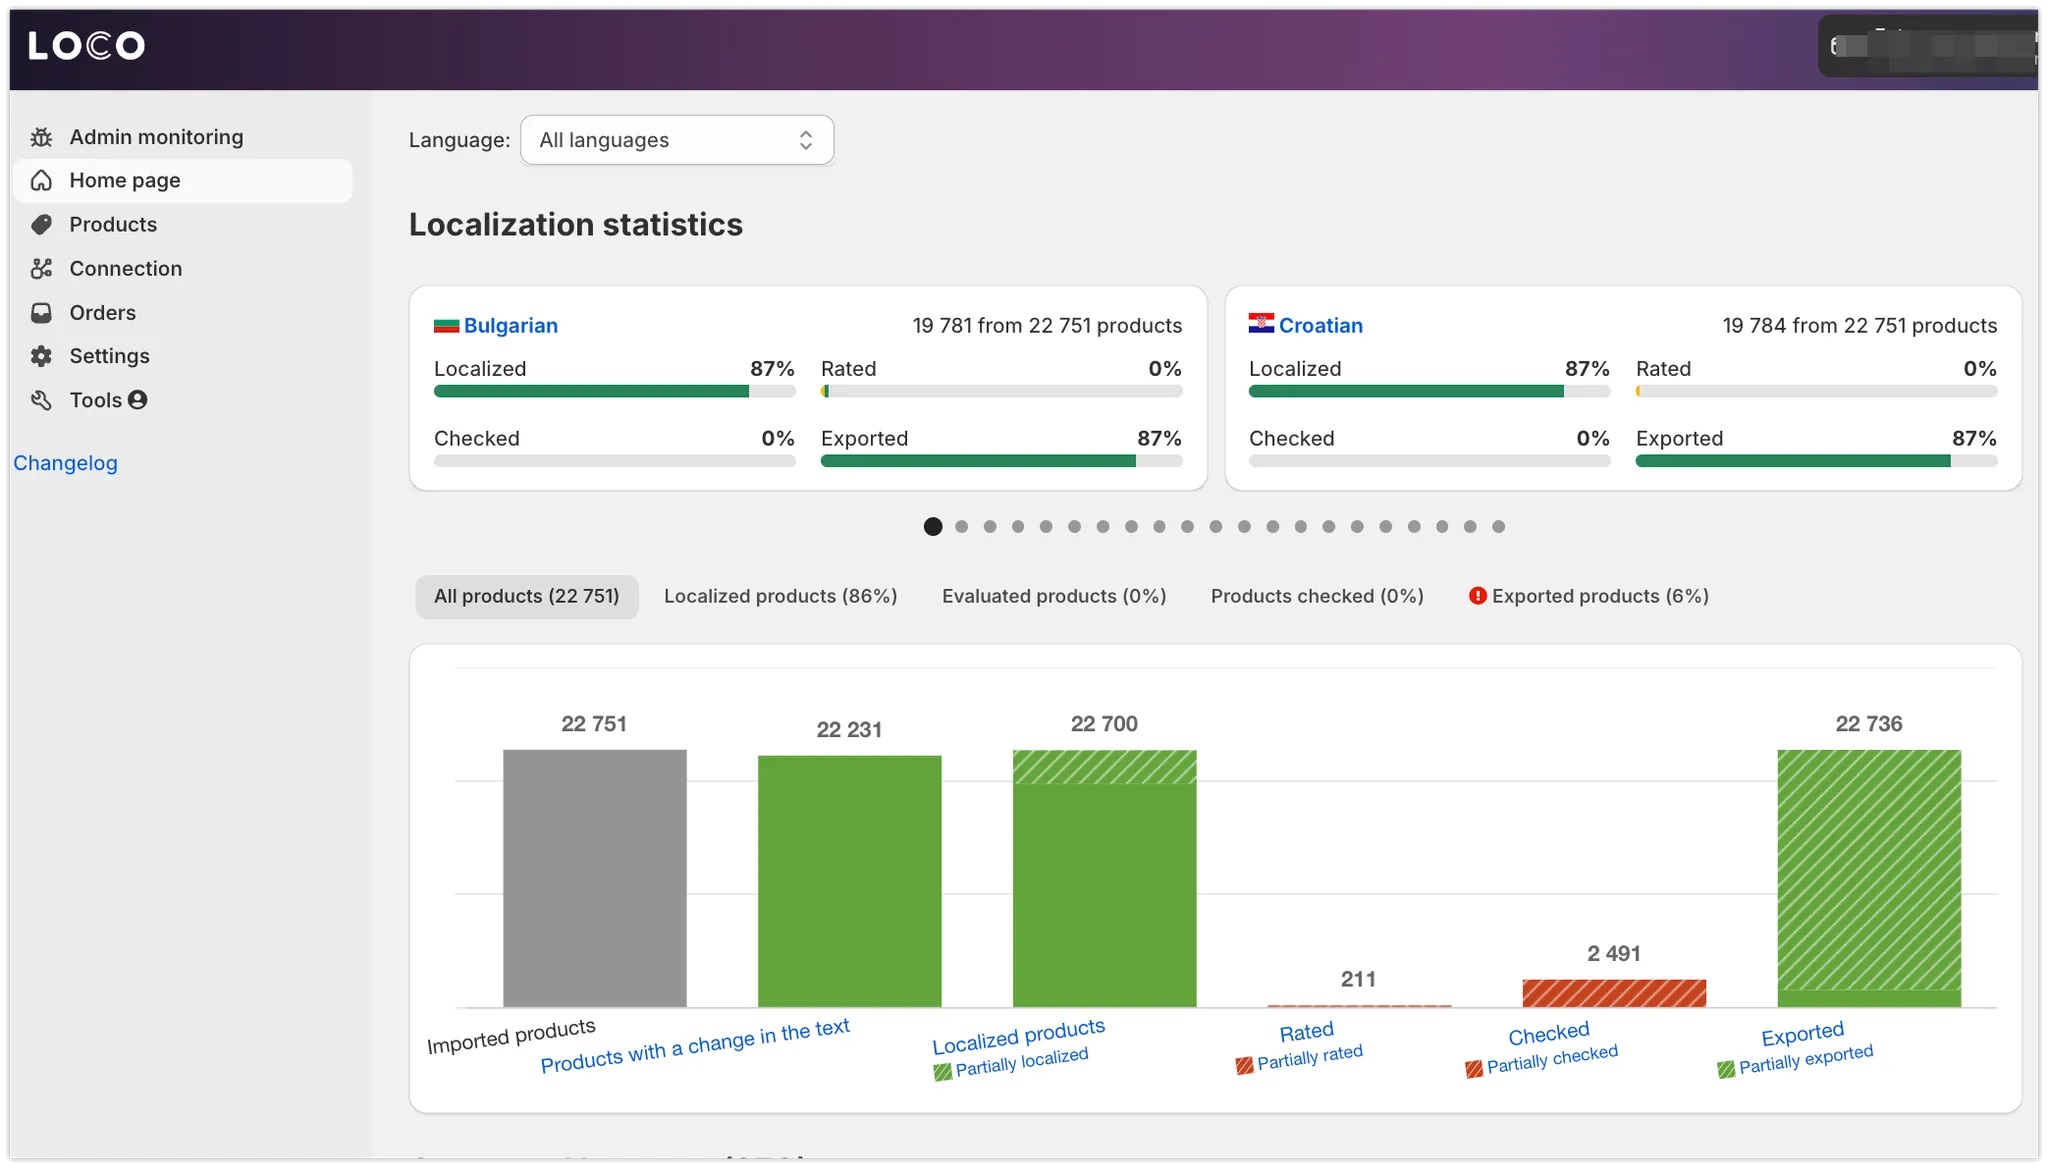 LOCO
Admin monitoring
Home page
Products
Connection
Orders
Settings
Tools
Changelog
Language: All languages
Localization statistics
Bulgarian 19 781 from 22 751 products
Localized 87% Rated 0%
Checked 0% Exported 87%
Croatian 19 784 from 22 751 products
Localized 87% Rated 0%
Checked 0% Exported 87%
All products (22 751) Localized products (86%) Evaluated products (0%) Products checked (0%) Exported products (6%)
22 751
22 231
22 700
211
2 491
22 736
Imported products
Products with a change in the text
Localized products
Partially localized
Rated
Partially rated
Checked
Partially checked
Exported
Partially exported